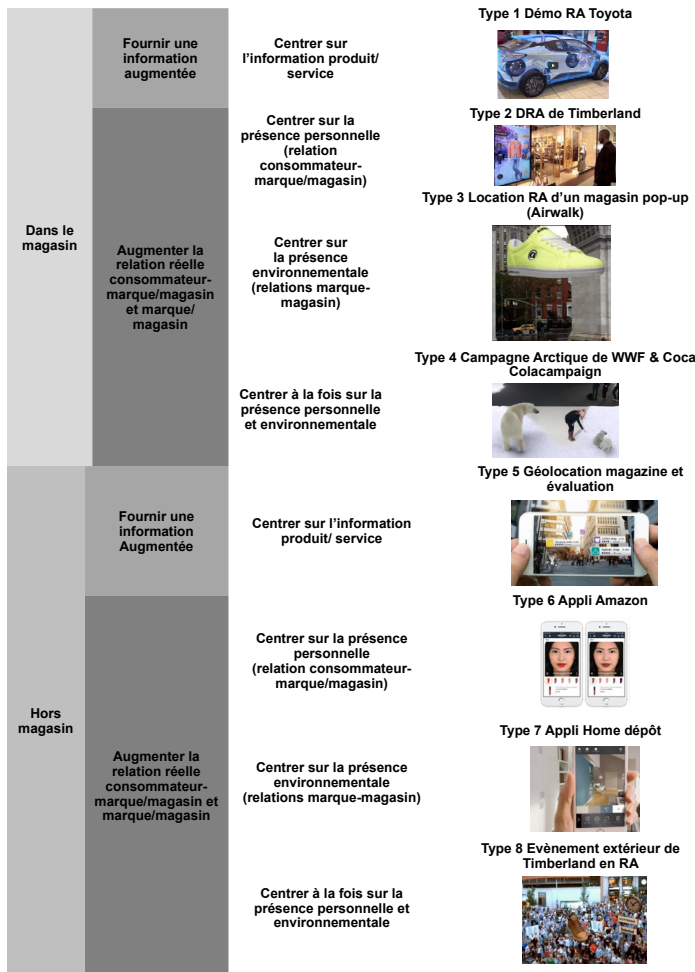 Type 1 Démo RA Toyota
Dans le
magasin
Fournir une
information
augmentée
Centrer sur
l'information produit/
service
Augmenter la
relation réelle
consommateur-
marque/magasin
et marque/
magasin
Centrer sur la
présence personnelle
(relation
consommateur-
marque/magasin)
Type 2 DRA de Timberland
Centrer sur
la présence
environnementale
(relations marque-
magasin)
Type 3 Location RA d'un magasin pop-up
(Airwalk)
Centrer à la fois sur la
présence personnelle
et environnementale
Type 4 Campagne Arctique de WWF & Coca
Colacampaign
Hors
magasin
Fournir une
information
Augmentée
Centrer sur l'information
produit/ service
Type 5 Géolocation magazine et
évaluation
Augmenter la
relation réelle
consommateur-
marque/magasin et
marque/magasin
Centrer sur la présence
personnelle
(relation consommateur-
marque/magasin)
Type 6 Appli Amazon
Centrer sur la présence
environnementale
(relations marque-magasin)
Type 7 Appli Home dépôt
Centrer à la fois sur la
présence personnelle et
environnementale
Type 8 Evènement extérieur de
Timberland en RA